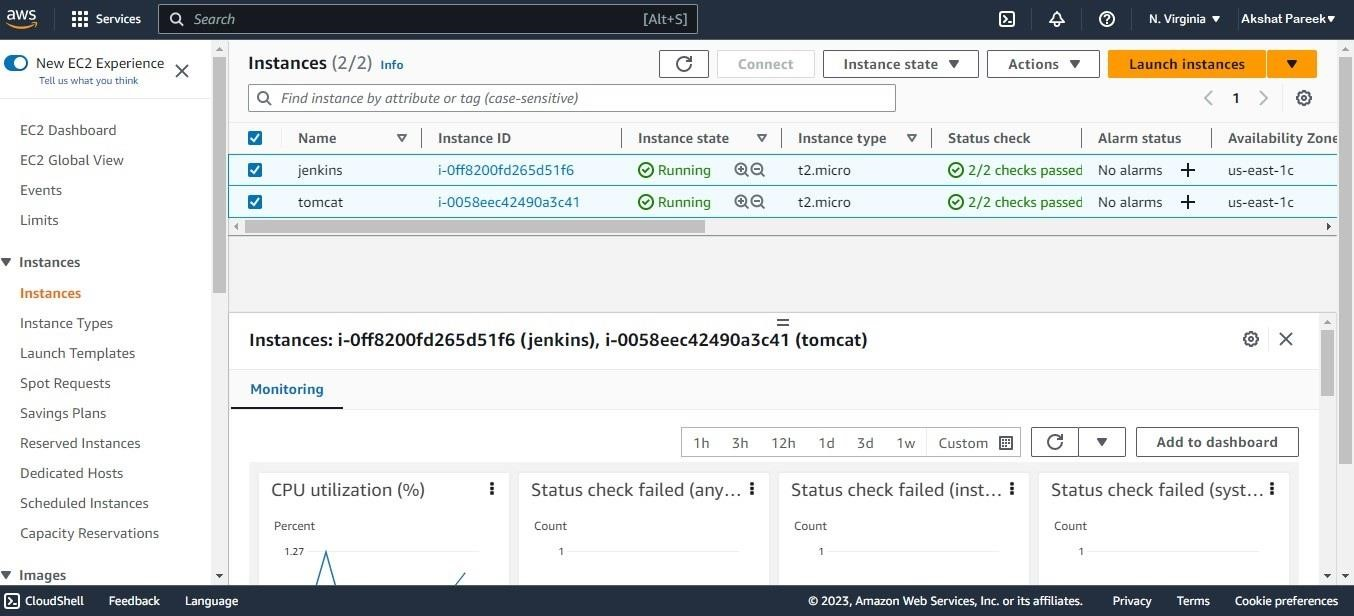 aws
Services
Search [Alt+S]
N. Virginia
Akshat Pareek
New EC2 Experience
Tell us what you think
EC2 Dashboard
EC2 Global View
Events
Limits
Instances
Instances
Instance Types
Launch Templates
Spot Requests
Savings Plans
Reserved Instances
Dedicated Hosts
Scheduled Instances
Capacity Reservations
Images
Instances (2/2) Info
Connect
Instance state
Actions
Launch instances
Find instance by attribute or tag (case-sensitive)
1
Name Instance ID Instance state Instance type Status check Alarm status Availability Zone
jenkins i-0ff8200fd265d51f6 Running t2.micro 2/2 checks passed No alarms + us-east-1c
tomcat i-0058eec42490a3c41 Running t2.micro 2/2 checks passed No alarms + us-east-1c
Instances: i-0ff8200fd265d51f6 (jenkins), i-0058eec42490a3c41 (tomcat)
Monitoring
1h 3h 12h 1d 3d 1w Custom
Add to dashboard
CPU utilization (%)
Percent
1.27
Status check failed (any...
Count
1
Status check failed (inst...
Count
1
Status check failed (syst...
Count
1
CloudShell Feedback Language
© 2023, Amazon Web Services, Inc. or its affiliates. Privacy Terms Cookie preferences